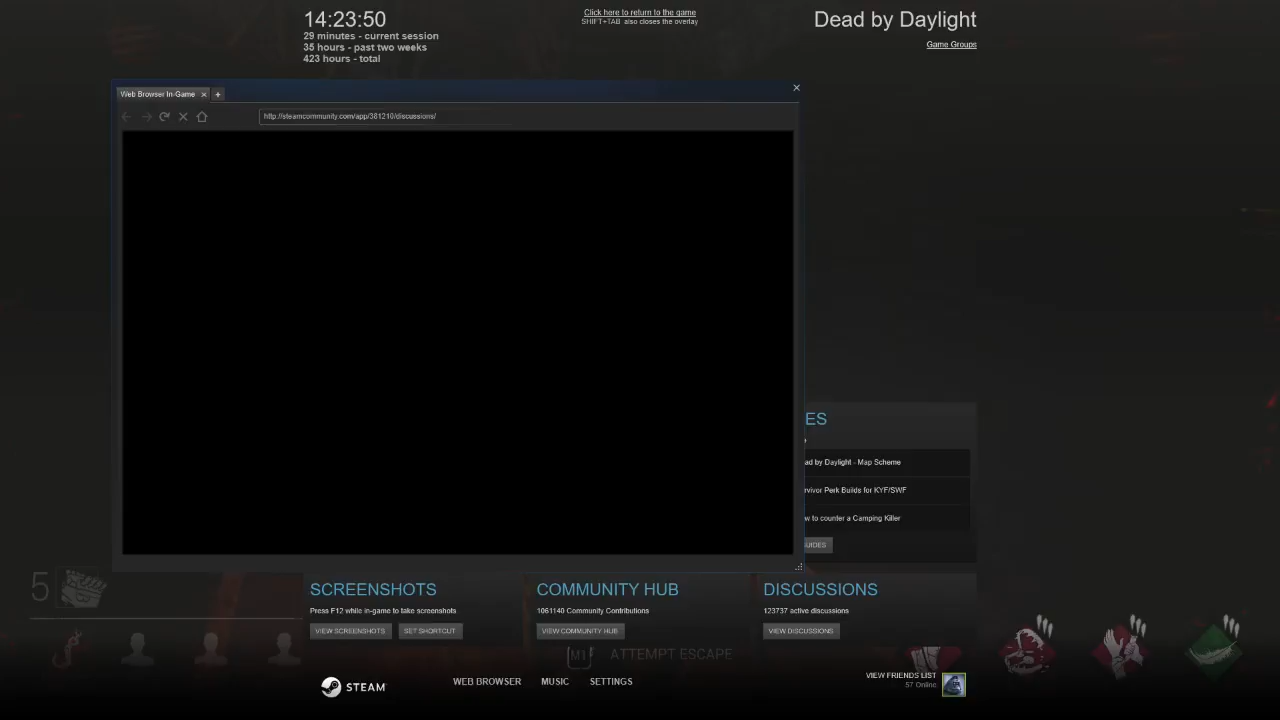 14:23:50
29 minutes - current session
35 hours - past two weeks
423 hours - total
Click here to return to the game
SHIFT+TAB also closes the overlay
Dead by Daylight
Game Groups
Web Browser In-Game
http://steamcommunity.com/app/381210/discussions/
ES
ad by Daylight - Map Scheme
rvivor Perk Builds for KYF/SWF
w to counter a Camping Killer
UIDES
5
SCREENSHOTS
Press F12 while in-game to take screenshots
VIEW SCREENSHOTS
SET SHORTCUT
COMMUNITY HUB
1061140 Community Contributions
VIEW COMMUNITY HUB
DISCUSSIONS
123737 active discussions
VIEW DISCUSSIONS
M1 ATTEMPT ESCAPE
STEAM
WEB BROWSER
MUSIC
SETTINGS
VIEW FRIENDS LIST
57 Online